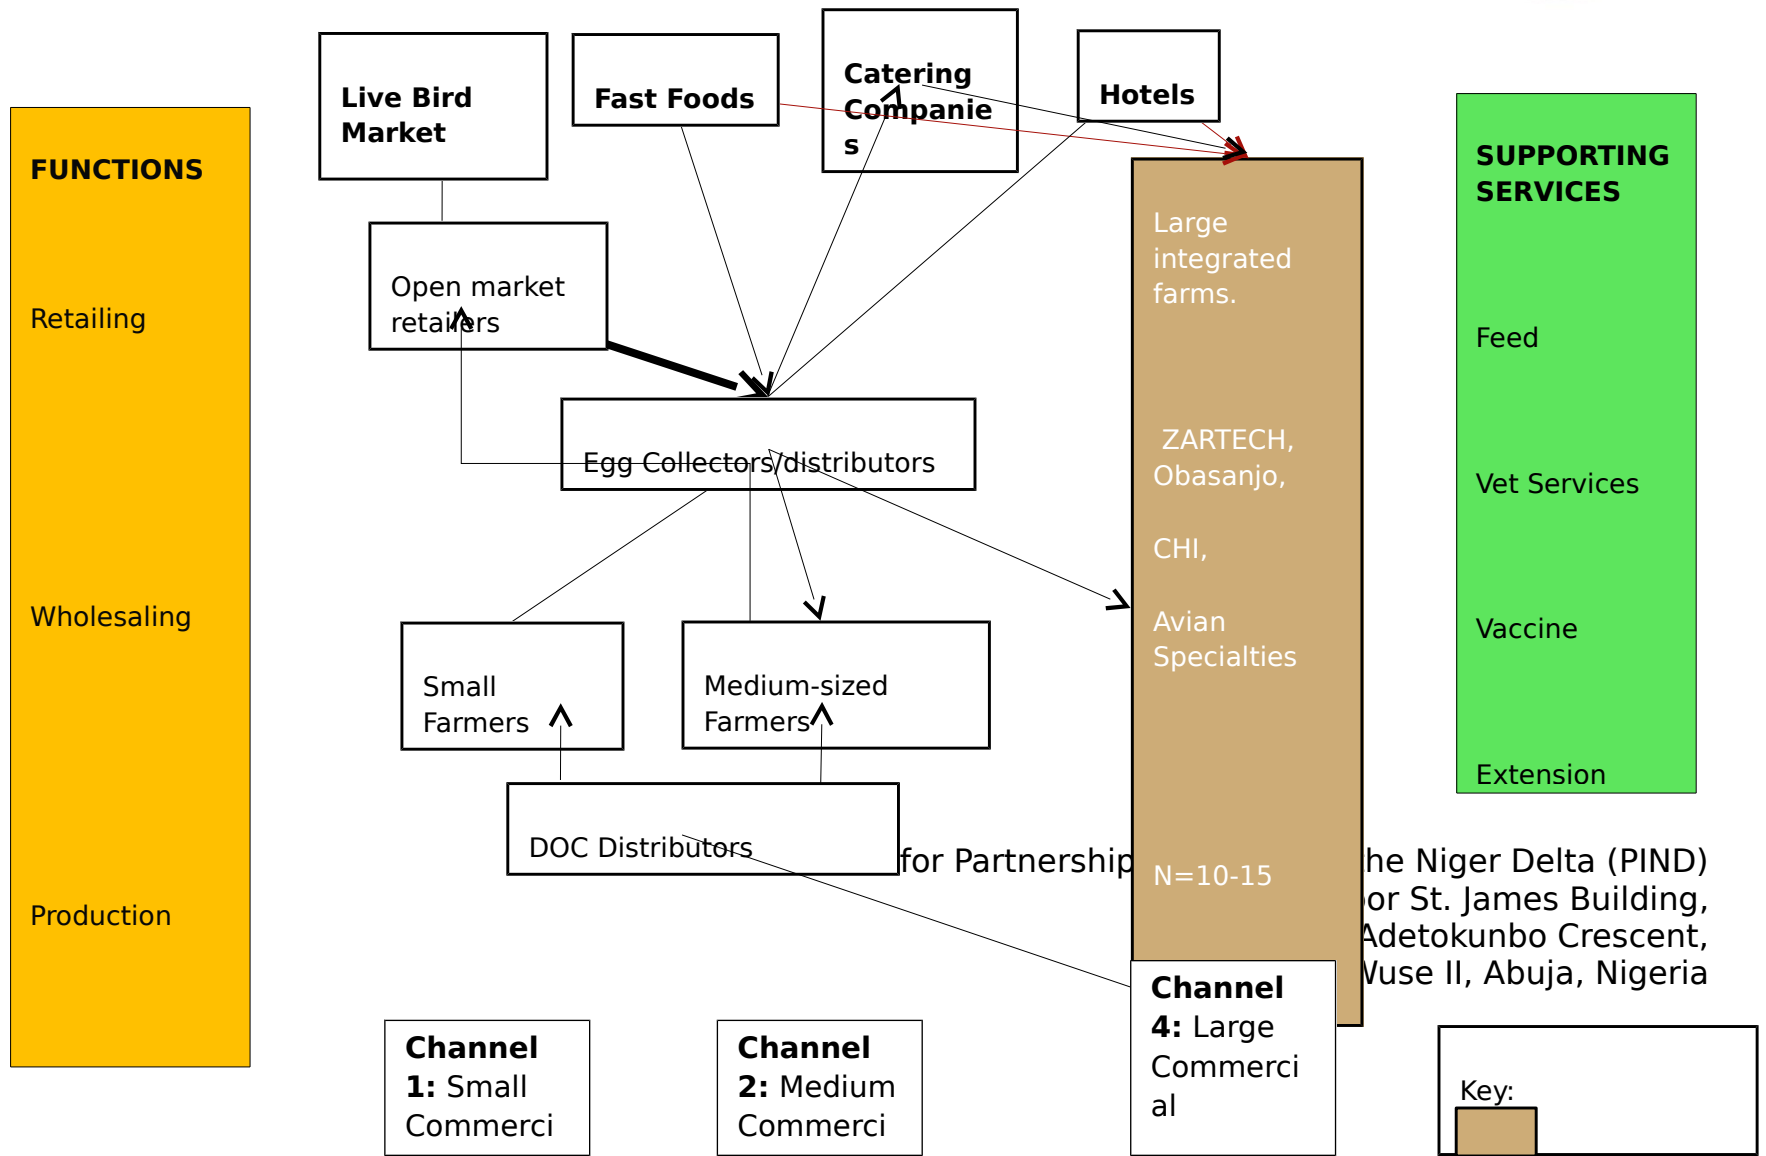 Live Bird
Market
Fast Foods
Catering
Companie
s
Hotels
FUNCTIONS
Retailing
Wholesaling
Production
SUPPORTING
SERVICES
Feed
Vet Services
Vaccine
Extension
Open market
retailers
Egg Collectors/distributors
Large
integrated
farms.
ZARTECH,
Obasanjo,
CHI,
Avian
Specialties
N=10-15
Small
Farmers
Medium-sized
Farmers
DOC Distributors
for Partnership he Niger Delta (PIND)
or St. James Building,
Adetokunbo Crescent,
Wuse II, Abuja, Nigeria
Channel
1: Small
Commerci
Channel
2: Medium
Commerci
Channel
4: Large
Commerci
al
Key: